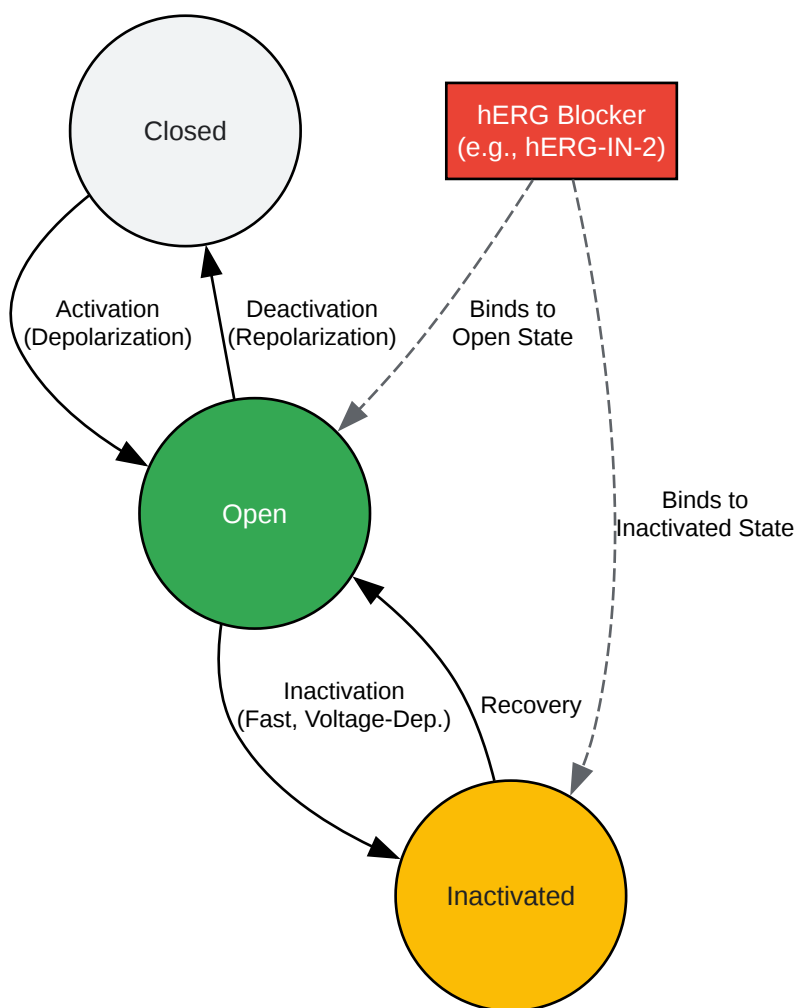 Closed
hERG Blocker
(e.g., hERG-IN-2)
Activation
(Depolarization)
Deactivation
(Repolarization)
Binds to
Open State
Open
Binds to
Inactivated State
Inactivation
(Fast, Voltage-Dep.)
Recovery
Inactivated